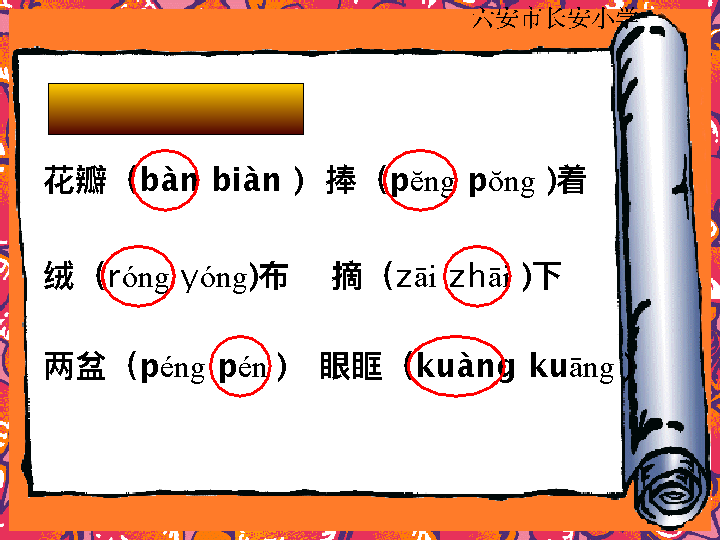 六安市长安小学
花瓣（bàn biàn ）捧（pěng pǒng )着
绒（róng yóng)布 摘（zāi zhāi )下
两盆（péng pén ） 眼眶（kuàng kuāng ）